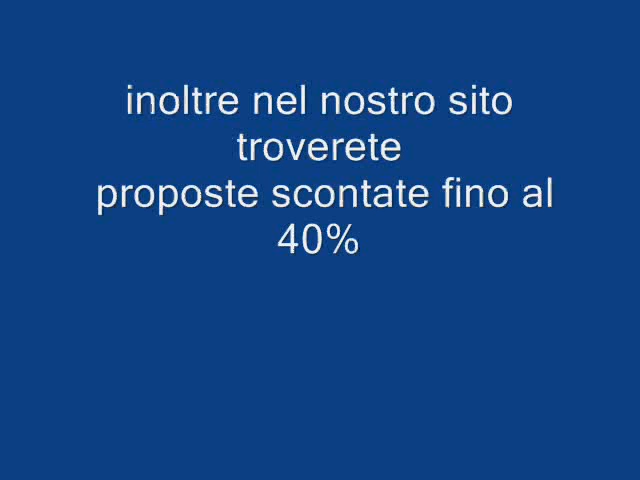 inoltre nel nostro sito
troverete
proposte scontate fino al
40%